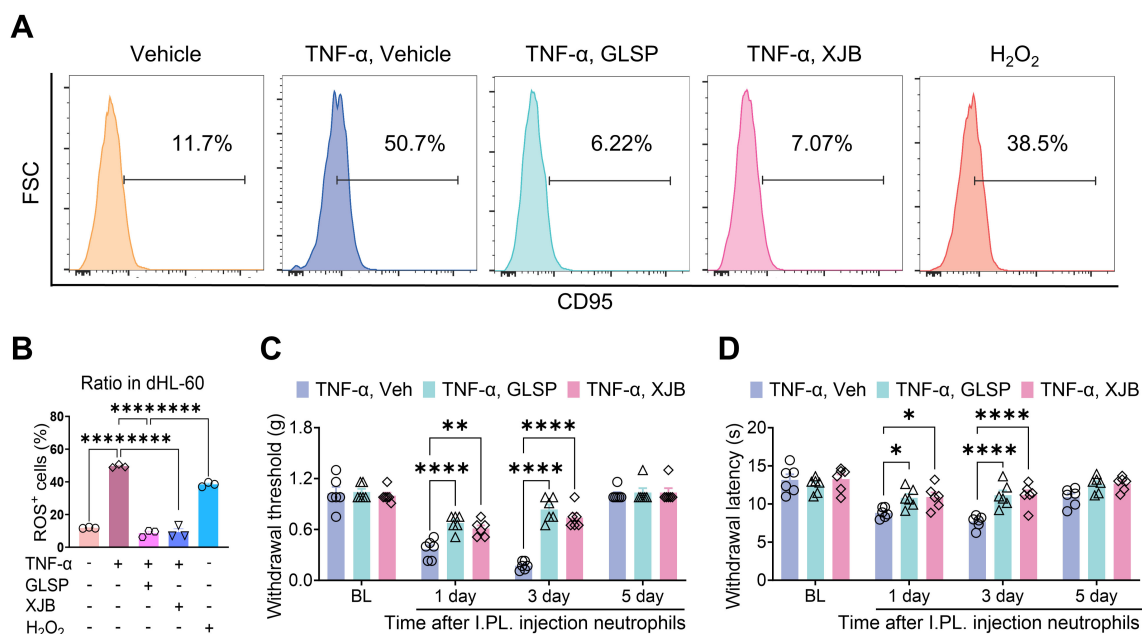 A
Vehicle
TNF-α, Vehicle
TNF-α, GLSP
TNF-α, XJB
H₂O₂
FSC
11.7%
50.7%
6.22%
7.07%
38.5%
CD95
B
Ratio in dHL-60
ROS⁺ cells (%)
80
60
40
20
0
********
********
TNF-α - + + + -
GLSP - - + - -
XJB - - - + -
H₂O₂ - - - - +
C
TNF-α, Veh TNF-α, GLSP TNF-α, XJB
Withdrawal threshold (g)
1.8
1.2
0.6
0.0
**
****
****
****
BL 1 day 3 day 5 day
Time after I.PL. injection neutrophils
D
TNF-α, Veh TNF-α, GLSP TNF-α, XJB
Withdrawal latency (s)
20
15
10
5
0
*
*
****
****
BL 1 day 3 day 5 day
Time after I.PL. injection neutrophils